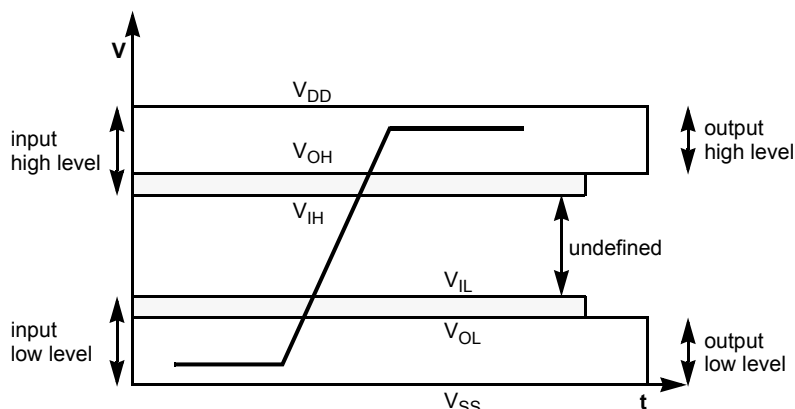 V
V_DD
input
high level
output
high level
V_OH
V_IH
undefined
V_IL
input
low level
V_OL
output
low level
V_SS
t